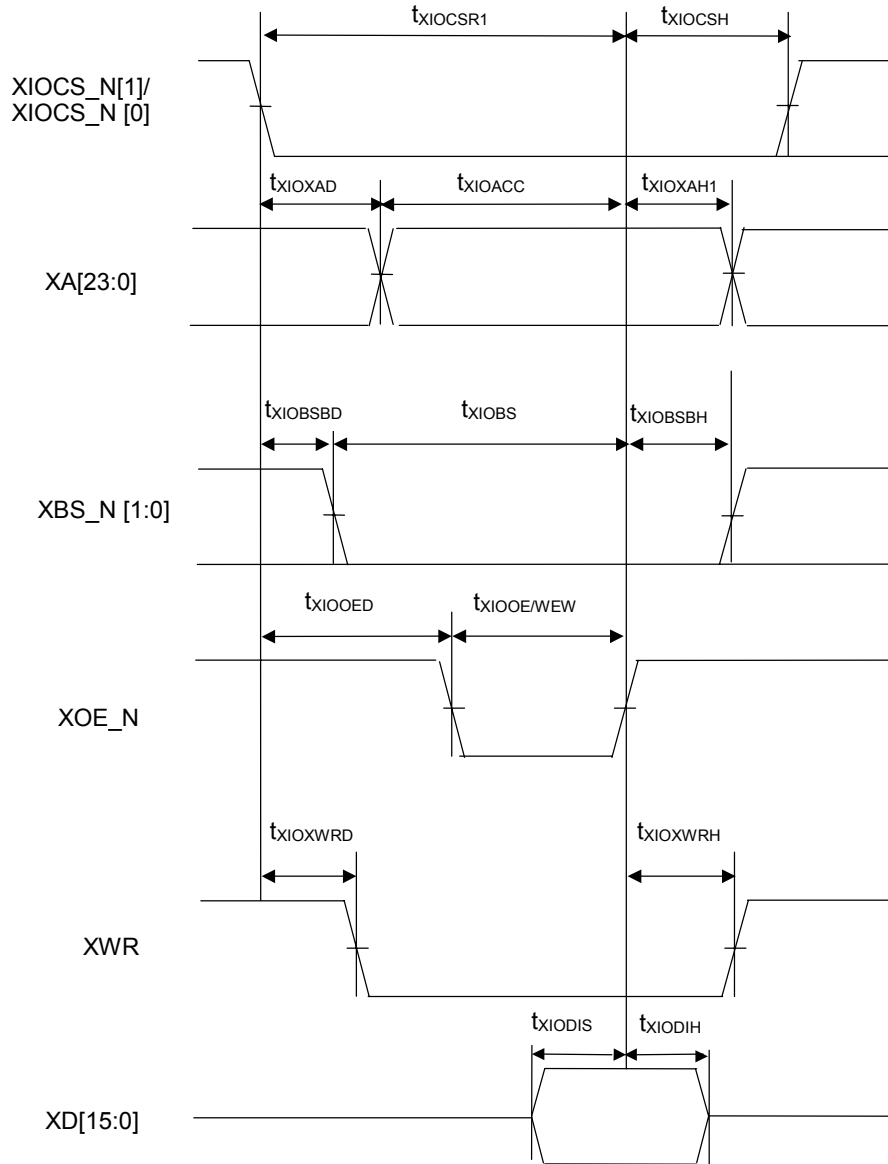 tXIOCSR1 tXIOCSH
XIOCS_N[1]/
XIOCS_N [0]
tXIOXAD tXIOACC tXIOXAH1
XA[23:0]
tXIOBSBD tXIOBS tXIOBSBH
XBS_N [1:0]
tXIOOED tXIOOE/WEW
XOE_N
tXIOXWRD tXIOXWRH
XWR
tXIODIS tXIODIH
XD[15:0]